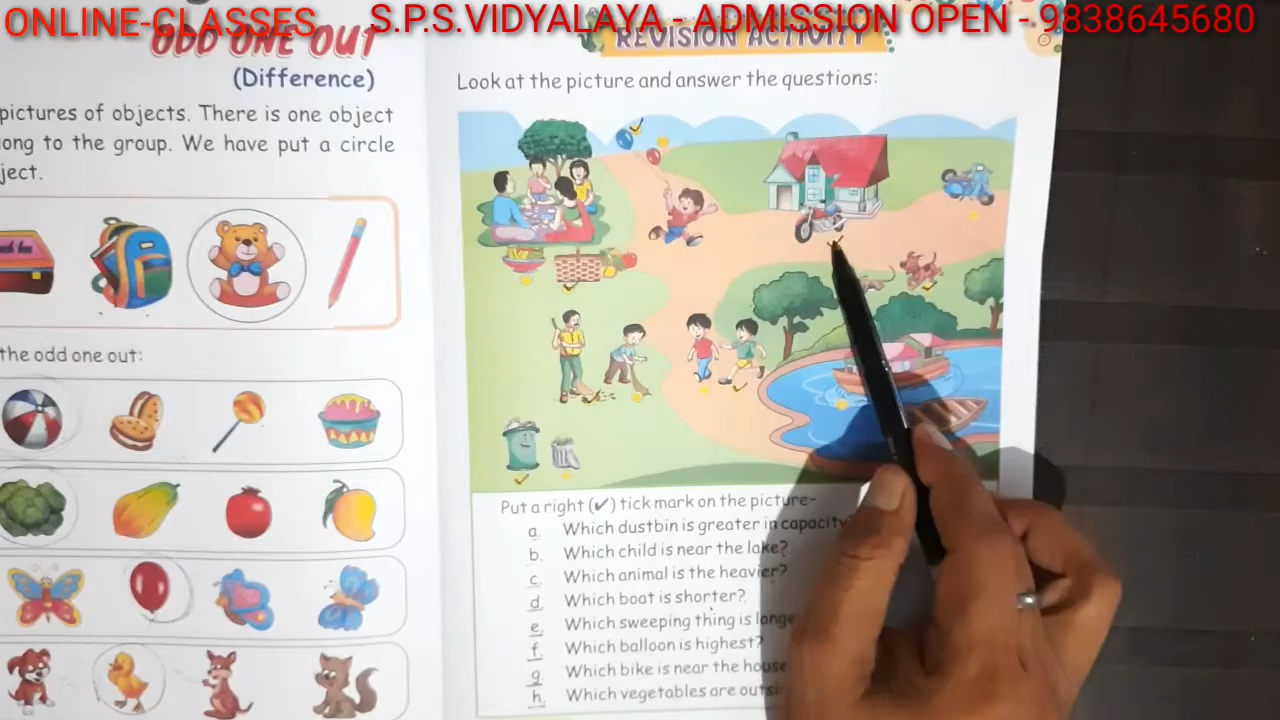 ONLINE-CLASSES
S.P.S.VIDYALAYA - ADMISSION OPEN - 9838645680
ODD ONE OUT
(Difference)
pictures of objects. There is one object
ong to the group. We have put a circle
ject.
the odd one out:
REVISION ACTIVITY
Look at the picture and answer the questions:
Put a right (✓) tick mark on the picture-
a. Which dustbin is greater in capacity
b. Which child is near the lake?
c. Which animal is the heavier?
d. Which boat is shorter?
e. Which sweeping thing is longe
f. Which balloon is highest?
g. Which bike is near the house
h. Which vegetables are outsi